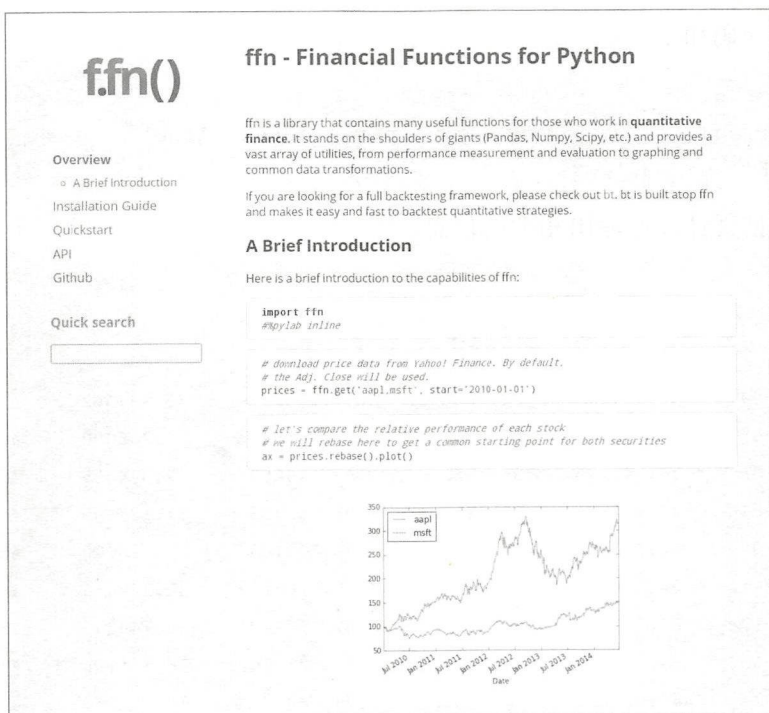 f.fn()
Overview
A Brief Introduction
Installation Guide
Quickstart
API
Github
Quick search
ffn - Financial Functions for Python
ffn is a library that contains many useful functions for those who work in quantitative
finance. It stands on the shoulders of giants (Pandas, Numpy, Scipy, etc.) and provides a
vast array of utilities, from performance measurement and evaluation to graphing and
common data transformations.
If you are looking for a full backtesting framework, please check out bt. bt is built atop ffn
and makes it easy and fast to backtest quantitative strategies.
A Brief Introduction
Here is a brief introduction to the capabilities of ffn:
import ffn
#%pylab inline
# download price data from Yahoo! Finance. By default,
# the Adj. Close will be used.
prices = ffn.get('aapl,msft', start='2010-01-01')
# let's compare the relative performance of each stock
# we will rebase here to get a common starting point for both securities
ax = prices.rebase().plot()
350
300
250
200
150
100
50
aapl
msft
Jul 2010
Jan 2011
Jul 2011
Jan 2012
Jul 2012
Jan 2013
Jul 2013
Jan 2014
Date